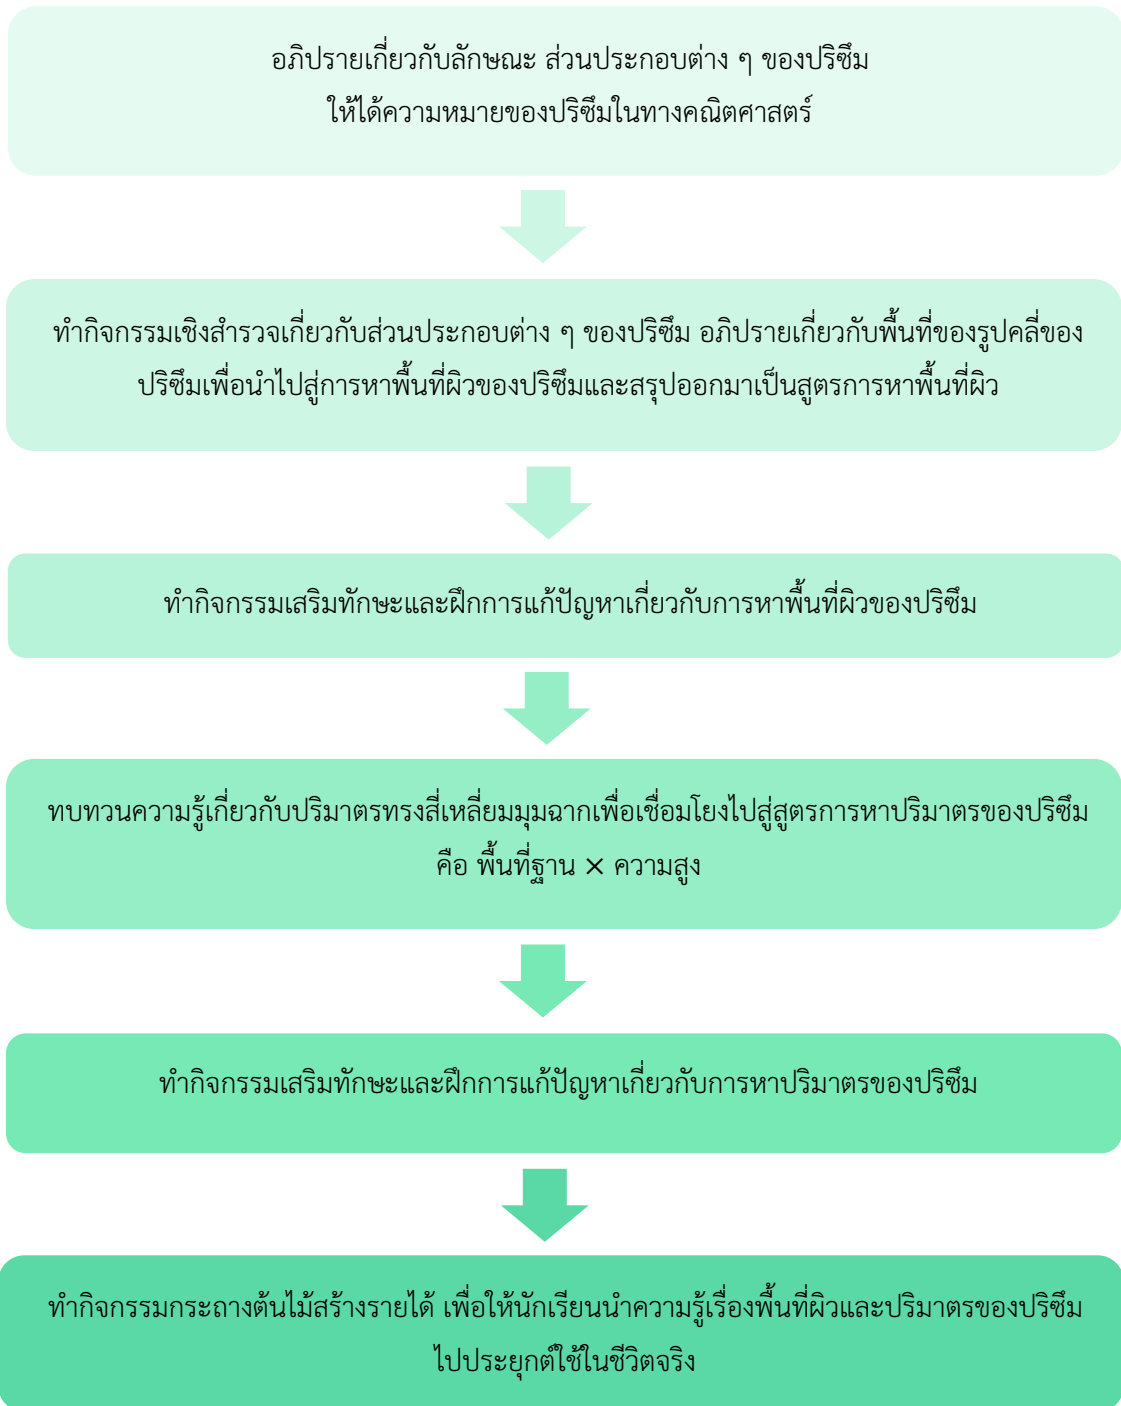 อภิปรายเกี่ยวกับลักษณะ ส่วนประกอบต่าง ๆ ของปริซึม
ให้ได้ความหมายของปริซึมในทางคณิตศาสตร์
ทำกิจกรรมเชิงสำรวจเกี่ยวกับส่วนประกอบต่าง ๆ ของปริซึม อภิปรายเกี่ยวกับพื้นที่ของรูปคลี่ของ
ปริซึมเพื่อนำไปสู่การหาพื้นที่ผิวของปริซึมและสรุปออกมาเป็นสูตรการหาพื้นที่ผิว
ทำกิจกรรมเสริมทักษะและฝึกการแก้ปัญหาเกี่ยวกับการหาพื้นที่ผิวของปริซึม
ทบทวนความรู้เกี่ยวกับปริมาตรทรงสี่เหลี่ยมมุมฉากเพื่อเชื่อมโยงไปสู่สูตรการหาปริมาตรของปริซึม
คือ พื้นที่ฐาน × ความสูง
ทำกิจกรรมเสริมทักษะและฝึกการแก้ปัญหาเกี่ยวกับการหาปริมาตรของปริซึม
ทำกิจกรรมกระถางต้นไม้สร้างรายได้ เพื่อให้นักเรียนนำความรู้เรื่องพื้นที่ผิวและปริมาตรของปริซึม
ไปประยุกต์ใช้ในชีวิตจริง